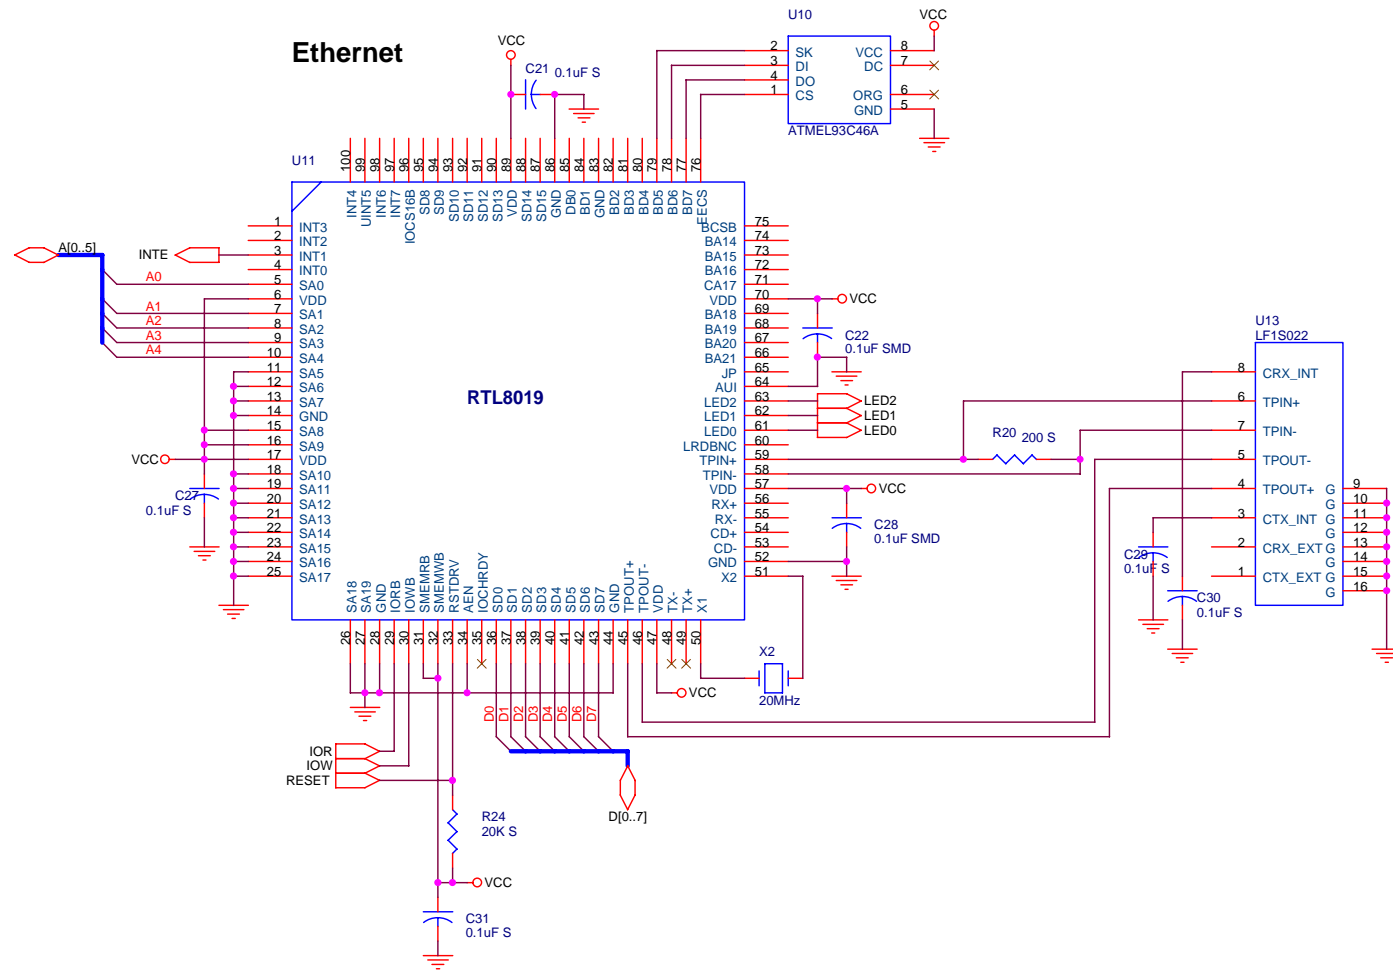 Ethernet
VCC
C21
0.1uF S
U10
VCC
2 SK
3 DI
4 DO
1 CS
VCC 8
DC 7
ORG 6
GND 5
ATMEL93C46A
U11
100 99 98 97 96 95 94 93 92 91 90 89 88 87 86 85 84 83 82 81 80 79 78 77 76
INT4 UINT5 INT6 INT7 IOCS16B SD8 SD9 SD10 SD11 SD12 SD13 VDD SD14 SD15 GND DB0 BD1 GND BD2 BD3 BD4 BD5 BD6 BD7 EECS
A[0..5]
INTE
A0
A1
A2
A3
A4
1 INT3
2 INT2
3 INT1
4 INT0
5 SA0
6 VDD
7 SA1
8 SA2
9 SA3
10 SA4
11 SA5
12 SA6
13 SA7
14 GND
15 SA8
16 SA9
17 VDD
18 SA10
19 SA11
20 SA12
21 SA13
22 SA14
23 SA15
24 SA16
25 SA17
VCC
C27
0.1uF S
RTL8019
BCSB 75
BA14 74
BA15 73
BA16 72
CA17 71
VDD 70
BA18 69
BA19 68
BA20 67
BA21 66
JP 65
AUI 64
LED2 63
LED1 62
LED0 61
LRDBNC 60
TPIN+ 59
TPIN- 58
VDD 57
RX+ 56
RX- 55
CD+ 54
CD- 53
GND 52
X2 51
VCC
C22
0.1uF SMD
LED2
LED1
LED0
R20
200 S
VCC
C28
0.1uF SMD
U13
LF1S022
8 CRX_INT
6 TPIN+
7 TPIN-
5 TPOUT-
4 TPOUT+
3 CTX_INT
2 CRX_EXT
1 CTX_EXT
G 9
G 10
G 11
G 12
G 13
G 14
G 15
G 16
C29
0.1uF S
C30
0.1uF S
SA18 SA19 GND IORB IOWB SMEMRB SMEMWB RSTDRV AEN IOCHRDY SD0 SD1 SD2 SD3 SD4 SD5 SD6 SD7 GND TPOUT+ TPOUT- VDD TX- TX+ X1
26 27 28 29 30 31 32 33 34 35 36 37 38 39 40 41 42 43 44 45 46 47 48 49 50
X2
20MHz
VCC
D0 D1 D2 D3 D4 D5 D6 D7
IOR
IOW
RESET
D[0..7]
R24
20K S
VCC
C31
0.1uF S